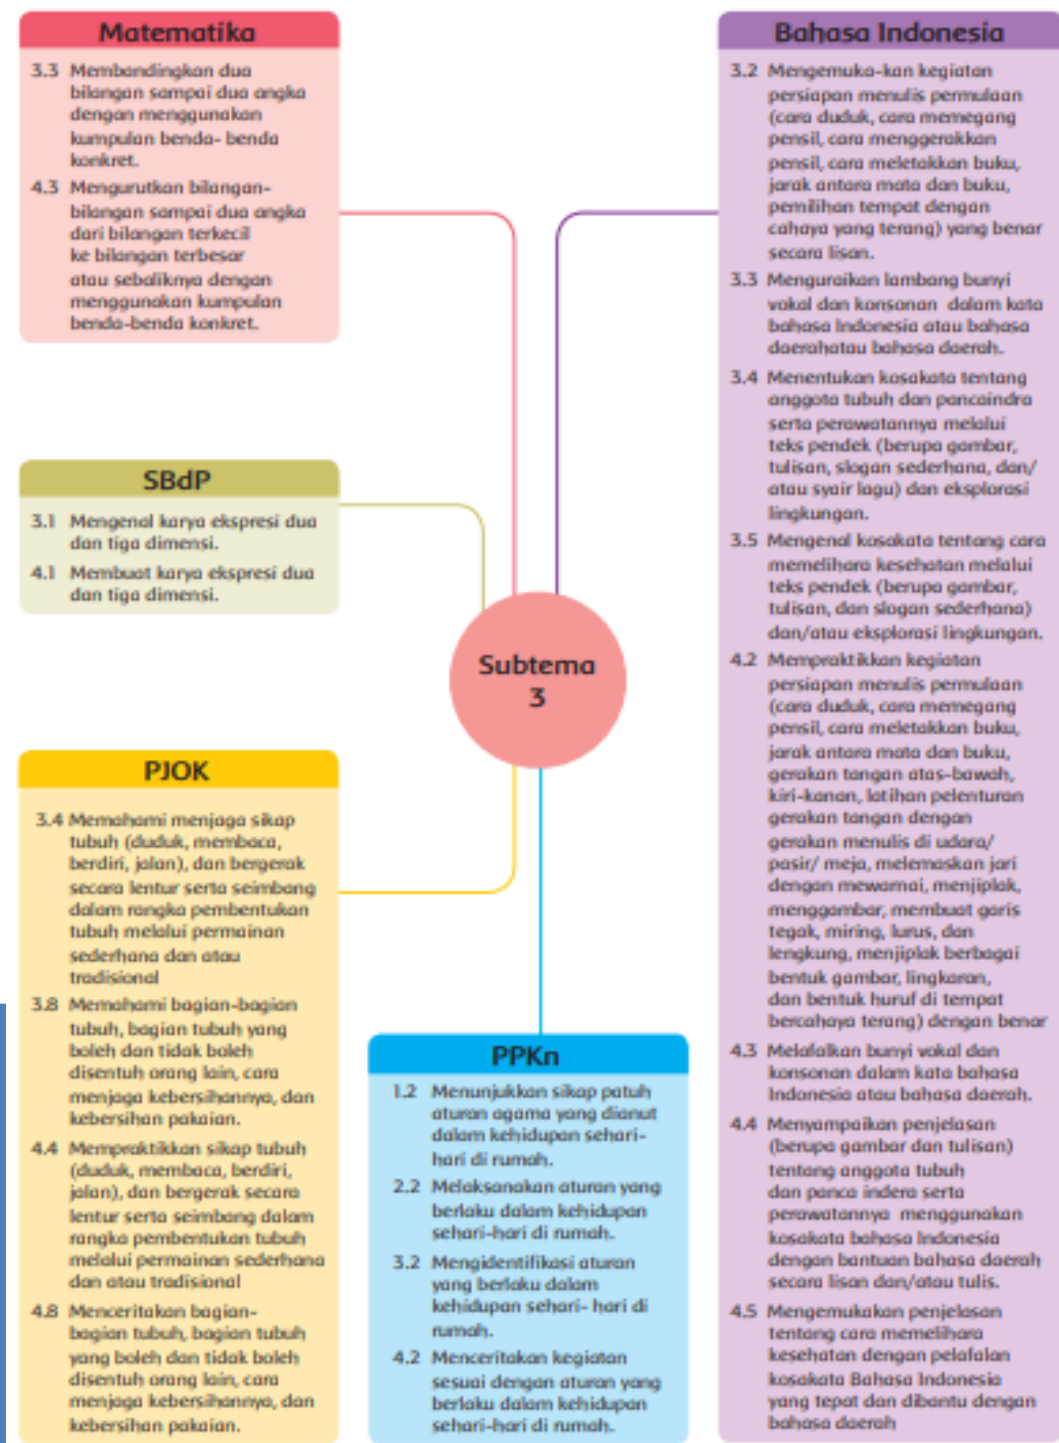 Matematika
3.3 Membandingkan dua
bilangan sampai dua angka
dengan menggunakan
kumpulan benda- benda
konkret.
4.3 Mengurutkan bilangan-
bilangan sampai dua angka
dari bilangan terkecil
ke bilangan terbesar
atau sebaliknya dengan
menggunakan kumpulan
benda-benda konkret.
SBdP
3.1 Mengenal karya ekspresi dua
dan tiga dimensi.
4.1 Membuat karya ekspresi dua
dan tiga dimensi.
Subtema
3
PJOK
3.4 Memahami menjaga sikap
tubuh (duduk, membaca,
berdiri, jalan), dan bergerak
secara lentur serta seimbang
dalam rangka pembentukan
tubuh melalui permainan
sederhana dan atau
tradisional
3.8 Memahami bagian-bagian
tubuh, bagian tubuh yang
boleh dan tidak boleh
disentuh orang lain, cara
menjaga kebersihannya, dan
kebersihan pakaian.
4.4 Mempraktikkan sikap tubuh
(duduk, membaca, berdiri,
jalan), dan bergerak secara
lentur serta seimbang dalam
rangka pembentukan tubuh
melalui permainan sederhana
dan atau tradisional
4.8 Menceritakan bagian-
bagian tubuh, bagian tubuh
yang boleh dan tidak boleh
disentuh orang lain, cara
menjaga kebersihannya, dan
kebersihan pakaian.
PPKn
1.2 Menunjukkan sikap patuh
aturan agama yang dianut
dalam kehidupan sehari-
hari di rumah.
2.2 Melaksanakan aturan yang
berlaku dalam kehidupan
sehari-hari di rumah.
3.2 Mengidentifikasi aturan
yang berlaku dalam
kehidupan sehari- hari di
rumah.
4.2 Menceritakan kegiatan
sesuai dengan aturan yang
berlaku dalam kehidupan
sehari-hari di rumah.
Bahasa Indonesia
3.2 Mengemuka-kan kegiatan
persiapan menulis permulaan
(cara duduk, cara memegang
pensil, cara menggerakkan
pensil, cara meletakkan buku,
jarak antara mata dan buku,
pemilihan tempat dengan
cahaya yang terang) yang benar
secara lisan.
3.3 Menguraikan lambang bunyi
vokal dan konsonan dalam kata
bahasa Indonesia atau bahasa
daerahatau bahasa daerah.
3.4 Menentukan kosakata tentang
anggota tubuh dan pancaindra
serta perawatannya melalui
teks pendek (berupa gambar,
tulisan, slogan sederhana, dan/
atau syair lagu) dan eksplorasi
lingkungan.
3.5 Mengenal kosakata tentang cara
memelihara kesehatan melalui
teks pendek (berupa gambar,
tulisan, dan slogan sederhana)
dan/atau eksplorasi lingkungan.
4.2 Mempraktikkan kegiatan
persiapan menulis permulaan
(cara duduk, cara memegang
pensil, cara meletakkan buku,
jarak antara mata dan buku,
gerakan tangan atas-bawah,
kiri-kanan, latihan pelenturan
gerakan tangan dengan
gerakan menulis di udara/
pasir/ meja, melemaskan jari
dengan mewarnai, menjiplak,
menggambar, membuat garis
tegak, miring, lurus, dan
lengkung, menjiplak berbagai
bentuk gambar, lingkaran,
dan bentuk huruf di tempat
bercahaya terang) dengan benar
4.3 Melafalkan bunyi vokal dan
konsonan dalam kata bahasa
Indonesia atau bahasa daerah.
4.4 Menyampaikan penjelasan
(berupa gambar dan tulisan)
tentang anggota tubuh
dan panca indera serta
perawatannya menggunakan
kosakata bahasa Indonesia
dengan bantuan bahasa daerah
secara lisan dan/atau tulis.
4.5 Mengemukakan penjelasan
tentang cara memelihara
kesehatan dengan pelafalan
kosakata Bahasa Indonesia
yang tepat dan dibantu dengan
bahasa daerah